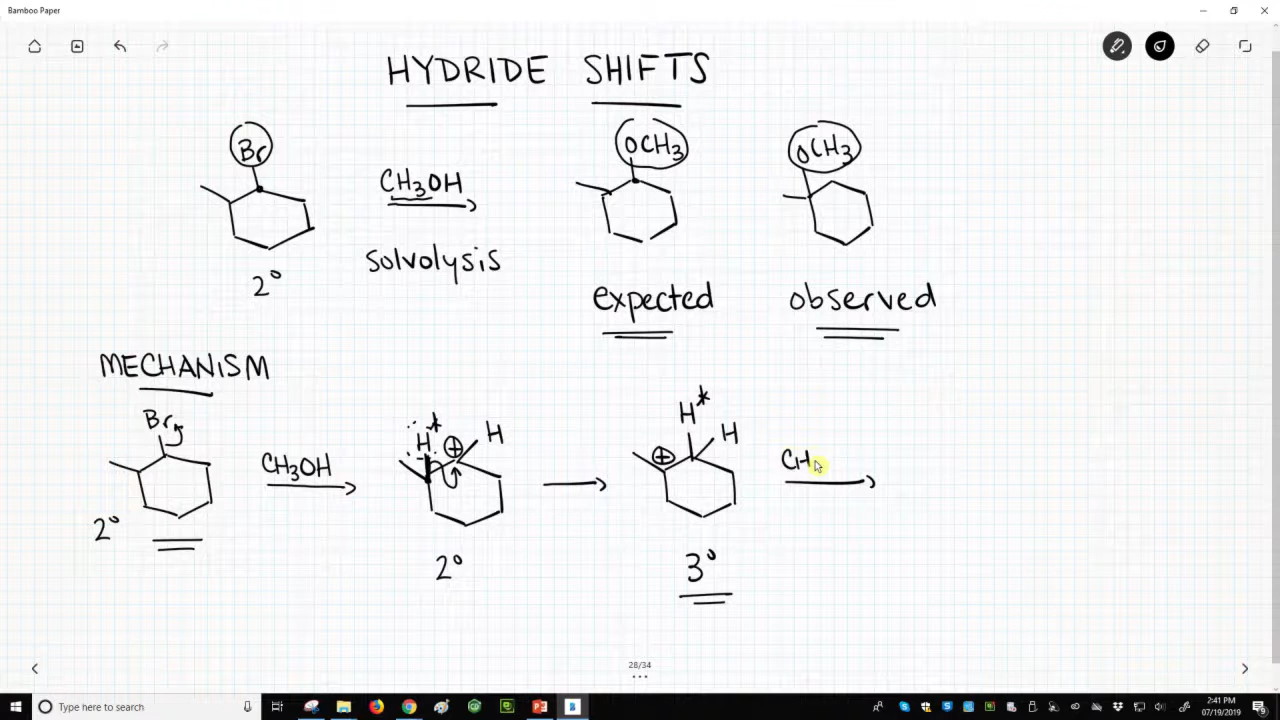 Bamboo Paper
HYDRIDE SHIFTS
Br
CH3OH
OCH3
OCH3
solvolysis
2°
expected
observed
MECHANISM
Br
CH3OH
H*
⊕
H
H*
⊕
H
CH
2°
2°
3°
28/34
Type here to search
2:41 PM
07/19/2019